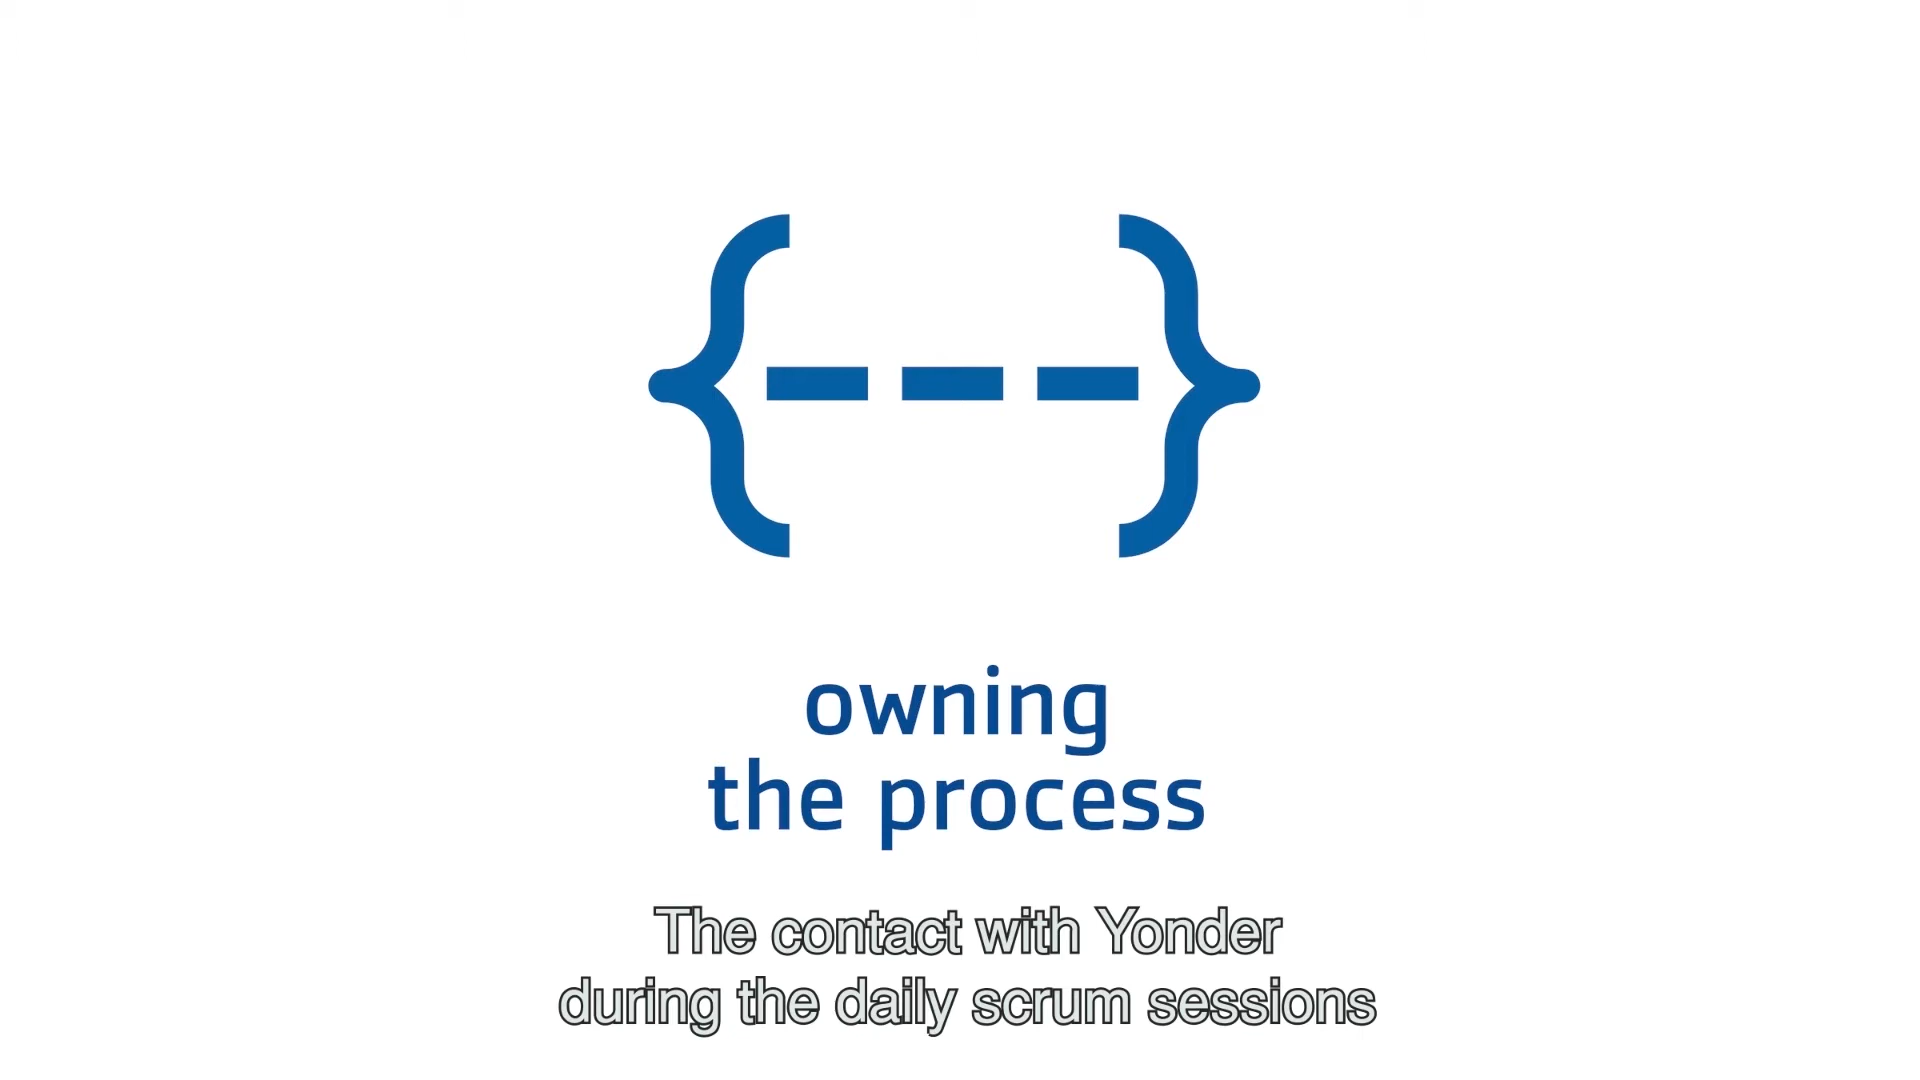 owning
the process
The contact with Yonder
during the daily scrum sessions